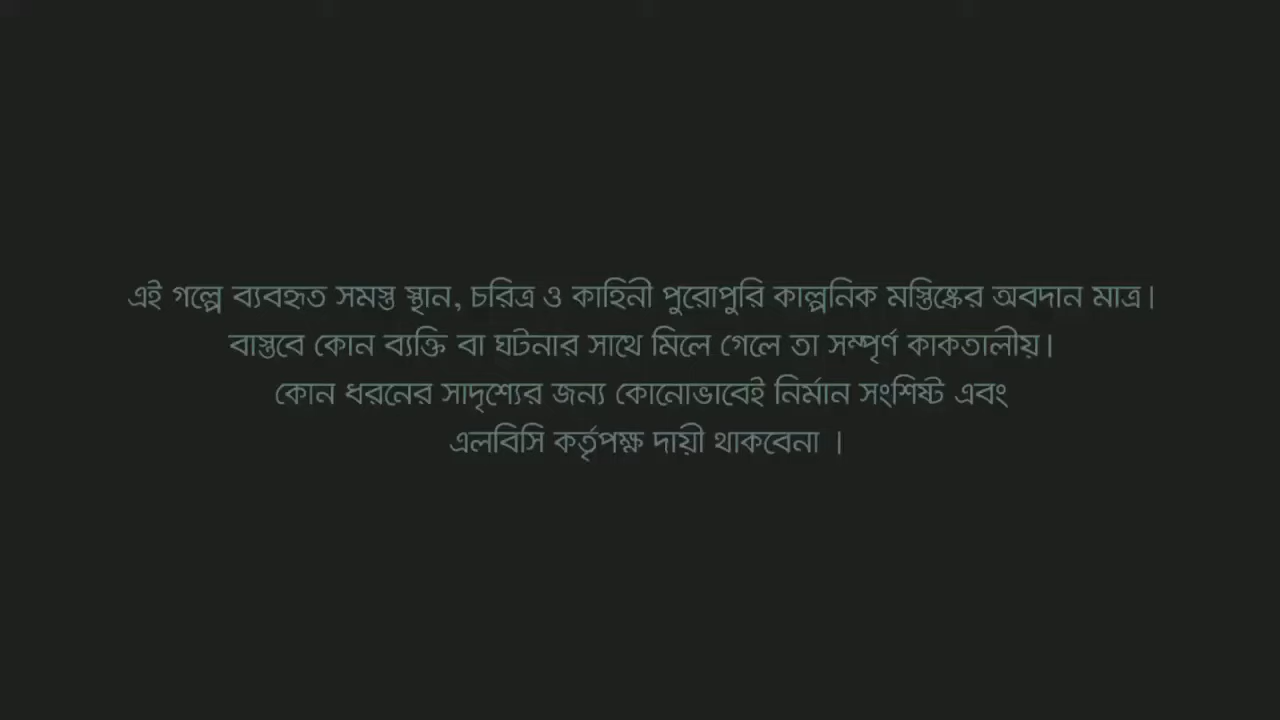 এই গল্পে ব্যবহৃত সমস্ত স্থান, চরিত্র ও কাহিনী পুরোপুরি কাল্পনিক মস্তিষ্কের অবদান মাত্র।
বাস্তবে কোন ব্যক্তি বা ঘটনার সাথে মিলে গেলে তা সম্পূর্ণ কাকতালীয়।
কোন ধরনের সাদৃশ্যের জন্য কোনোভাবেই নির্মান সংশিষ্ট এবং
এলবিসি কর্তৃপক্ষ দায়ী থাকবেনা ।